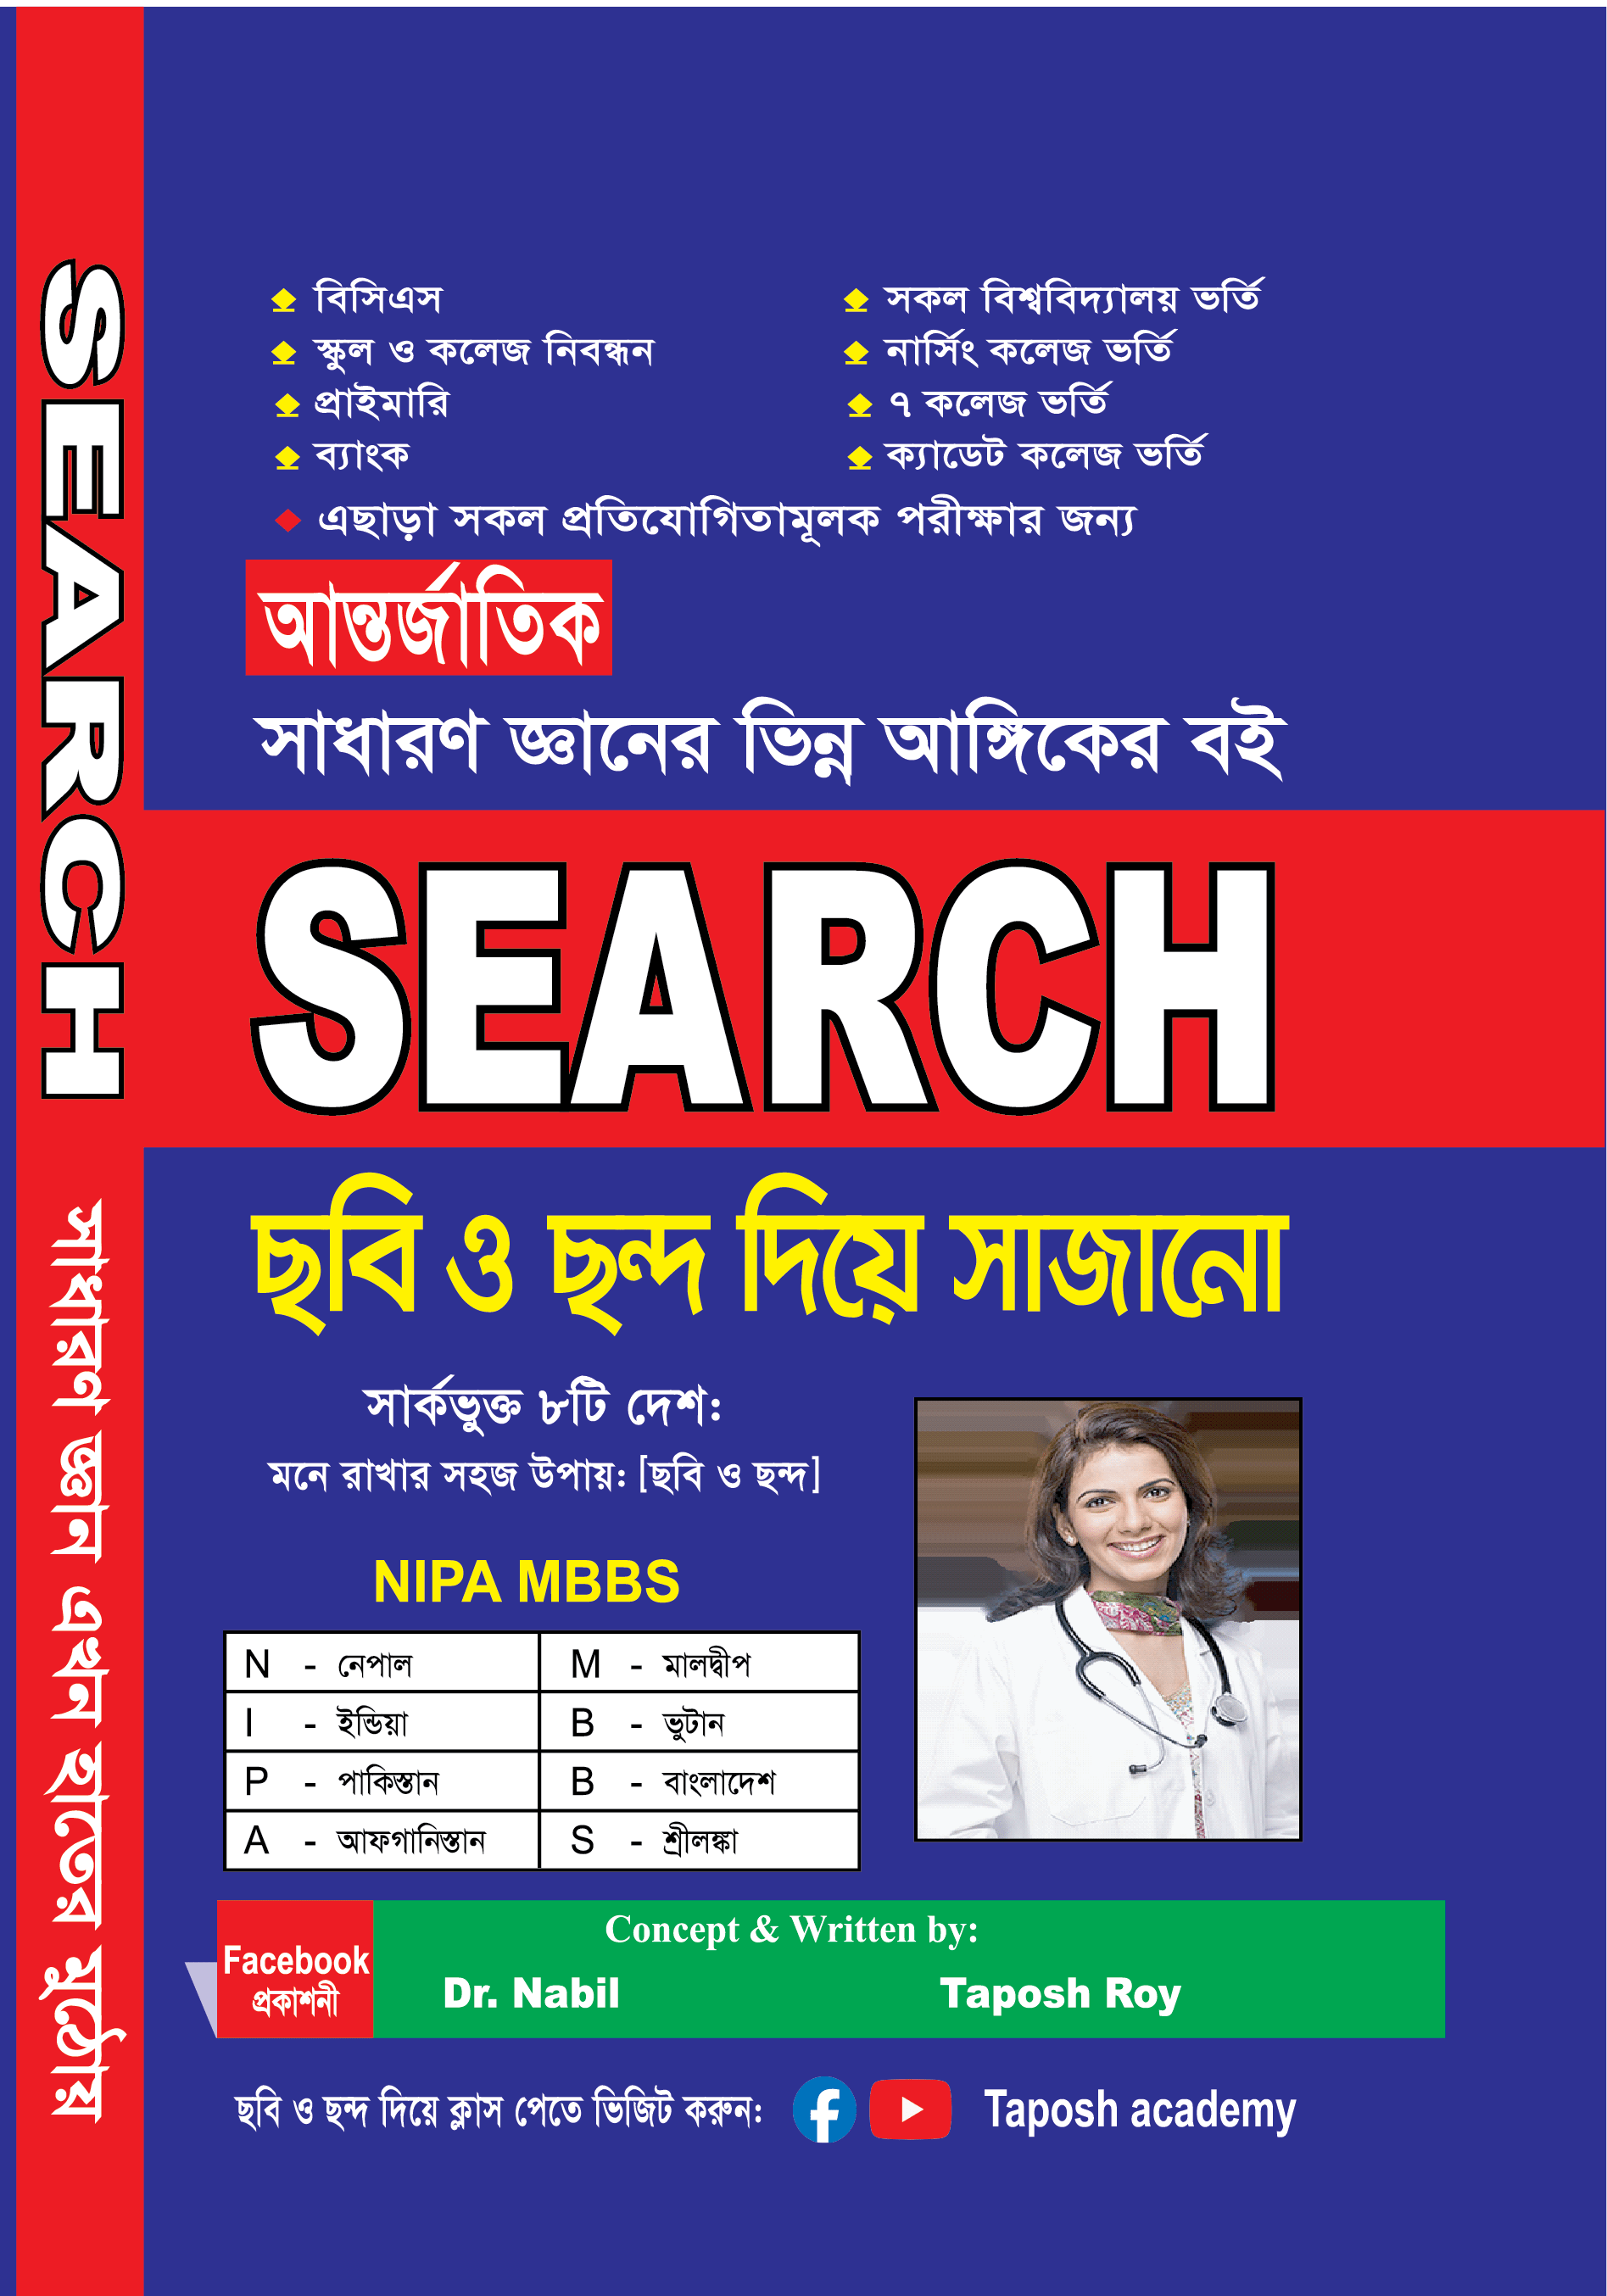 SEARCH
সাধারণ জ্ঞান এখন হাতের মুঠোয়
বিসিএস
স্কুল ও কলেজ নিবন্ধন
প্রাইমারি
ব্যাংক
সকল বিশ্ববিদ্যালয় ভর্তি
নার্সিং কলেজ ভর্তি
৭ কলেজ ভর্তি
ক্যাডেট কলেজ ভর্তি
এছাড়া সকল প্রতিযোগিতামূলক পরীক্ষার জন্য
আন্তর্জাতিক
সাধারণ জ্ঞানের ভিন্ন আঙ্গিকের বই
SEARCH
ছবি ও ছন্দ দিয়ে সাজানো
সার্কভুক্ত ৮টি দেশ:
মনে রাখার সহজ উপায়: [ছবি ও ছন্দ]
NIPA MBBS
N - নেপাল M - মালদ্বীপ
I - ইন্ডিয়া B - ভুটান
P - পাকিস্তান B - বাংলাদেশ
A - আফগানিস্তান S - শ্রীলঙ্কা
Facebook
প্রকাশনী
Concept & Written by:
Dr. Nabil Taposh Roy
ছবি ও ছন্দ দিয়ে ক্লাস পেতে ভিজিট করুন: Taposh academy